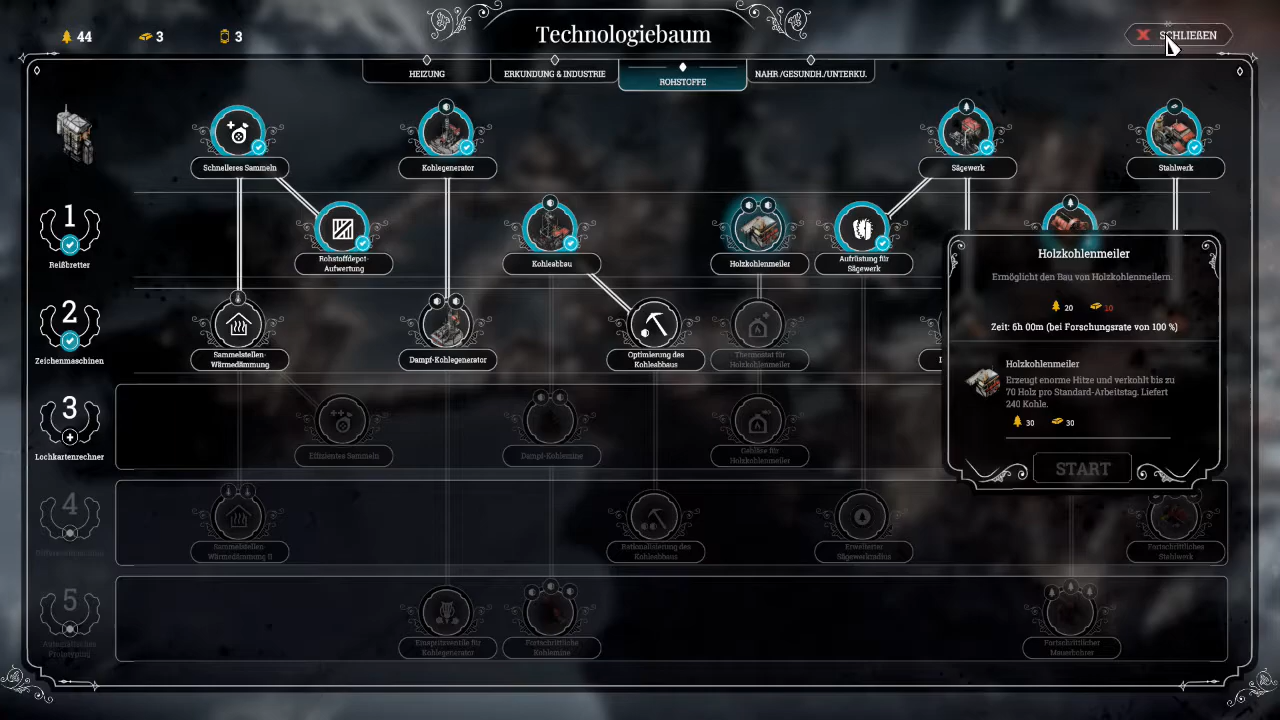 44 3 3
Technologiebaum
SCHLIEßEN
HEIZUNG
ERKUNDUNG & INDUSTRIE
ROHSTOFFE
NAHR./GESUNDH./UNTERKU.
Schnelleres Sammeln
Kohlegenerator
Sägewerk
Stahlwerk
1
Reißbretter
Rohstoffdepot-
Aufwertung
Kohleabbau
Holzkohlenmeiler
Aufrüstung für
Sägewerk
Holzkohlenmeiler
Ermöglicht den Bau von Holzkohlenmeilern.
20 10
Zeit: 6h 00m (bei Forschungsrate von 100 %)
Holzkohlenmeiler
Erzeugt enorme Hitze und verkohlt bis zu
70 Holz pro Standard-Arbeitstag. Liefert
240 Kohle.
30 30
START
2
Zeichenmaschinen
Sammelstellen-
Wärmedämmung
Dampf-Kohlegenerator
Optimierung des
Kohleabbaus
Thermostat für
Holzkohlenmeiler
3
Lochkartenrechner
Effizientes Sammeln
Dampf-Kohlemine
Gebläse für
Holzkohlenmeiler
4
Sammelstellen-
Wärmedämmung II
Rationalisierung des
Kohleabbaus
Erweiterter
Sägewerkradius
Fortschrittliches
Stahlwerk
5
Einspritzventile für
Kohlegenerator
Fortschrittliche
Kohlemine
Fortschrittlicher
Mauerbohrer